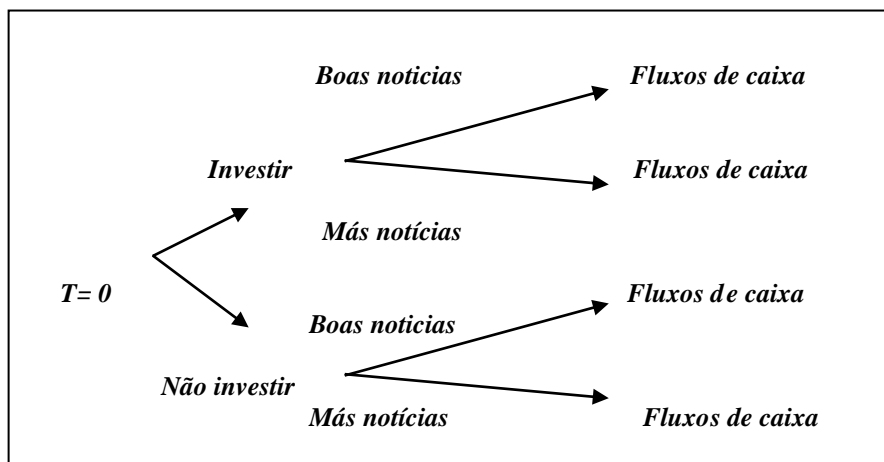 Boas noticias
Fluxos de caixa
Investir
Fluxos de caixa
Más notícias
T= 0
Fluxos de caixa
Boas noticias
Não investir
Más notícias
Fluxos de caixa